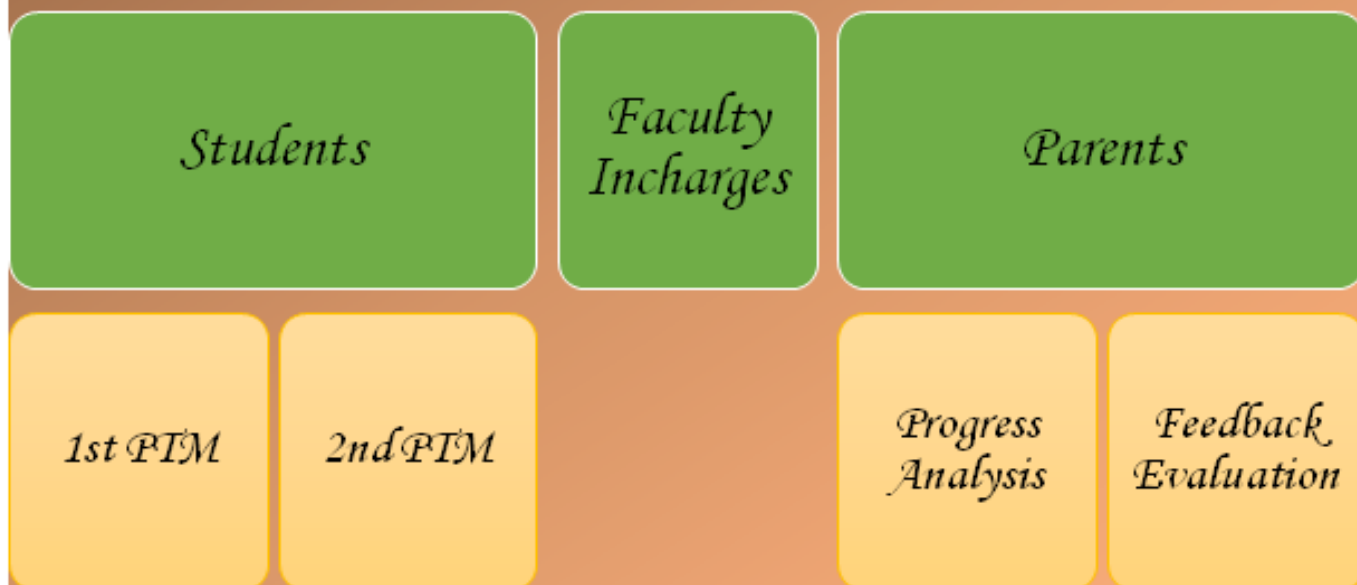 Students
Faculty
Incharges
Parents
1st PTM
2nd PTM
Progress
Analysis
Feedback
Evaluation